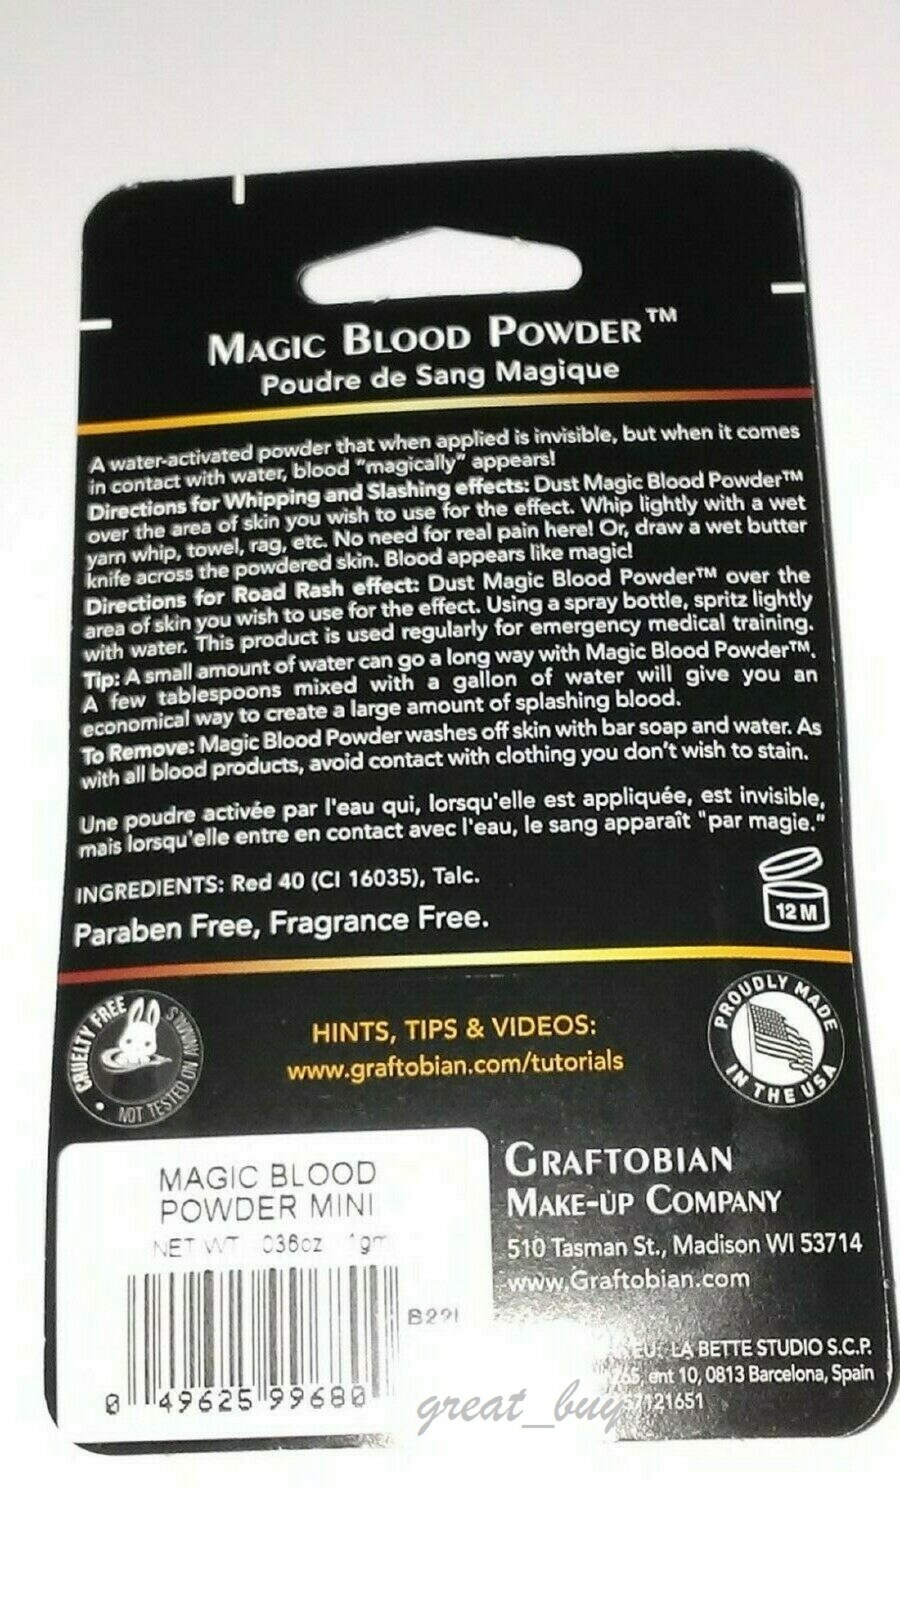 MAGIC BLOOD POWDER™
Poudre de Sang Magique
A water-activated powder that when applied is invisible, but when it comes
in contact with water, blood "magically" appears!
Directions for Whipping and Slashing effects: Dust Magic Blood Powder™
over the area of skin you wish to use for the effect. Whip lightly with a wet
yarn whip, towel, rag, etc. No need for real pain here! Or, draw a wet butter
knife across the powdered skin. Blood appears like magic!
Directions for Road Rash effect: Dust Magic Blood Powder™ over the
area of skin you wish to use for the effect. Using a spray bottle, spritz lightly
with water. This product is used regularly for emergency medical training.
Tip: A small amount of water can go a long way with Magic Blood Powder™.
A few tablespoons mixed with a gallon of water will give you an
economical way to create a large amount of splashing blood.
To Remove: Magic Blood Powder washes off skin with bar soap and water. As
with all blood products, avoid contact with clothing you don't wish to stain.
Une poudre activée par l'eau qui, lorsqu'elle est appliquée, est invisible,
mais lorsqu'elle entre en contact avec l'eau, le sang apparaît "par magie."
INGREDIENTS: Red 40 (CI 16035), Talc.
Paraben Free, Fragrance Free.
12 M
CRUELTY FREE
NOT TESTED ON ANIMALS
HINTS, TIPS & VIDEOS:
www.graftobian.com/tutorials
PROUDLY MADE
IN THE USA
MAGIC BLOOD
POWDER MINI
NET WT .036oz 1gm
0 49625 99680
GRAFTOBIAN
MAKE-UP COMPANY
510 Tasman St., Madison WI 53714
www.Graftobian.com
EU: LA BETTE STUDIO S.C.P.
ent 10, 0813 Barcelona, Spain
great_buy